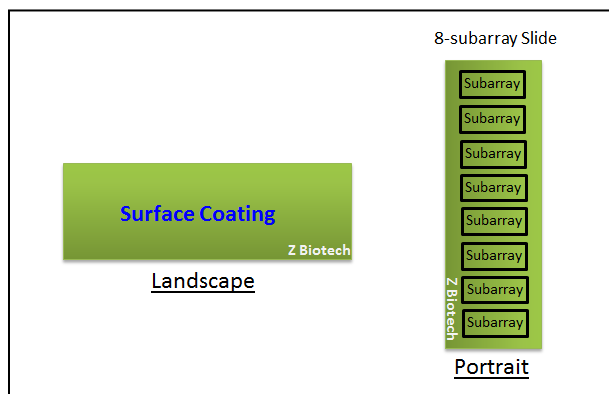 8-subarray Slide
Subarray
Subarray
Subarray
Subarray
Subarray
Subarray
Subarray
Subarray
Z Biotech
Portrait
Surface Coating
Z Biotech
Landscape